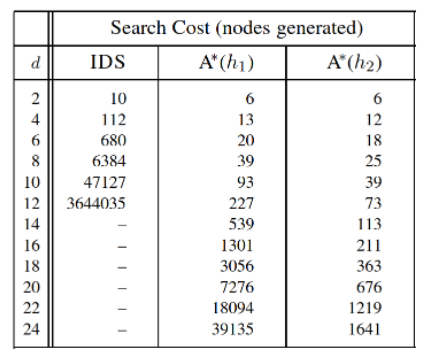 Search Cost (nodes generated)
d IDS A*(h1) A*(h2)
2 10 6 6
4 112 13 12
6 680 20 18
8 6384 39 25
10 47127 93 39
12 3644035 227 73
14 – 539 113
16 – 1301 211
18 – 3056 363
20 – 7276 676
22 – 18094 1219
24 – 39135 1641